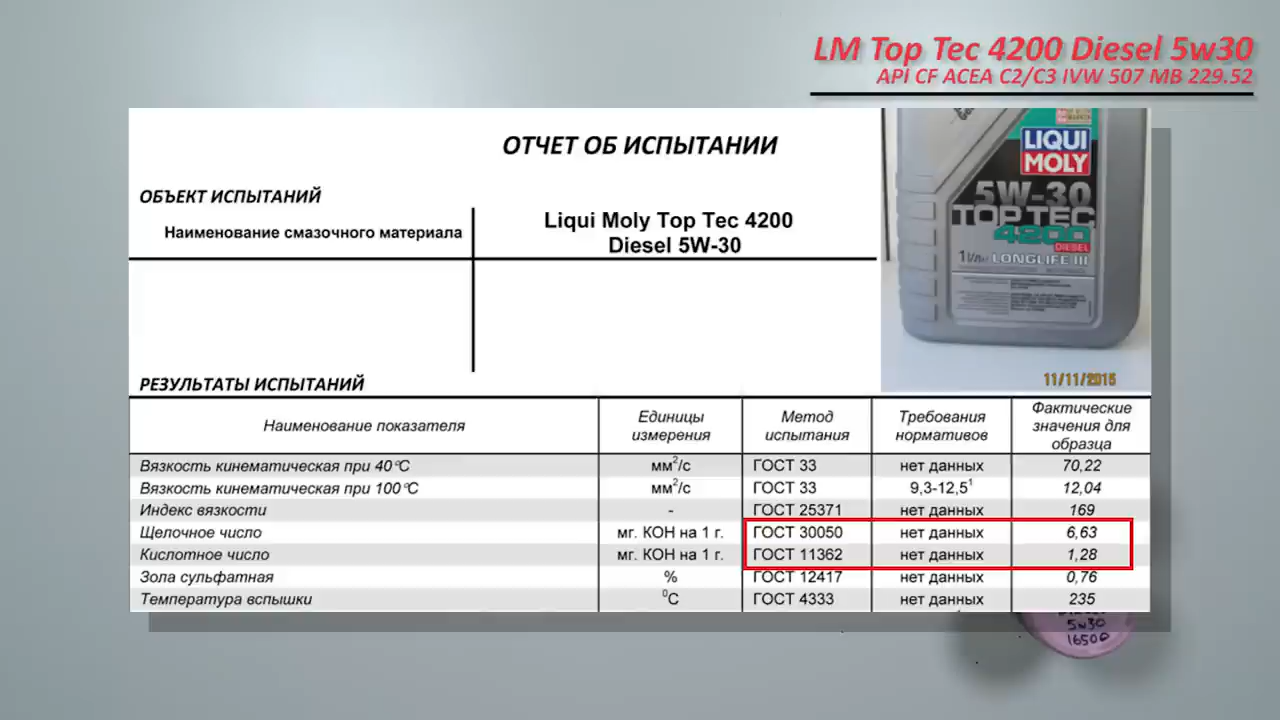 LM Top Tec 4200 Diesel 5w30
API CF ACEA C2/C3 IVW 507 MB 229.52
ОТЧЕТ ОБ ИСПЫТАНИИ
ОБЪЕКТ ИСПЫТАНИЙ
Наименование смазочного материала
Liqui Moly Top Tec 4200
Diesel 5W-30
LIQUI
MOLY
5W-30
TOP TEC
4200
DIESEL
1L
LONGLIFE III
11/11/2015
РЕЗУЛЬТАТЫ ИСПЫТАНИЙ
Наименование показателя Единицы измерения Метод испытания Требования нормативов Фактические значения для образца
Вязкость кинематическая при 40°С мм²/с ГОСТ 33 нет данных 70,22
Вязкость кинематическая при 100°С мм²/с ГОСТ 33 9,3-12,5¹ 12,04
Индекс вязкости - ГОСТ 25371 нет данных 169
Щелочное число мг. КОН на 1 г. ГОСТ 30050 нет данных 6,63
Кислотное число мг. КОН на 1 г. ГОСТ 11362 нет данных 1,28
Зола сульфатная % ГОСТ 12417 нет данных 0,76
Температура вспышки ⁰С ГОСТ 4333 нет данных 235
5w30
16500